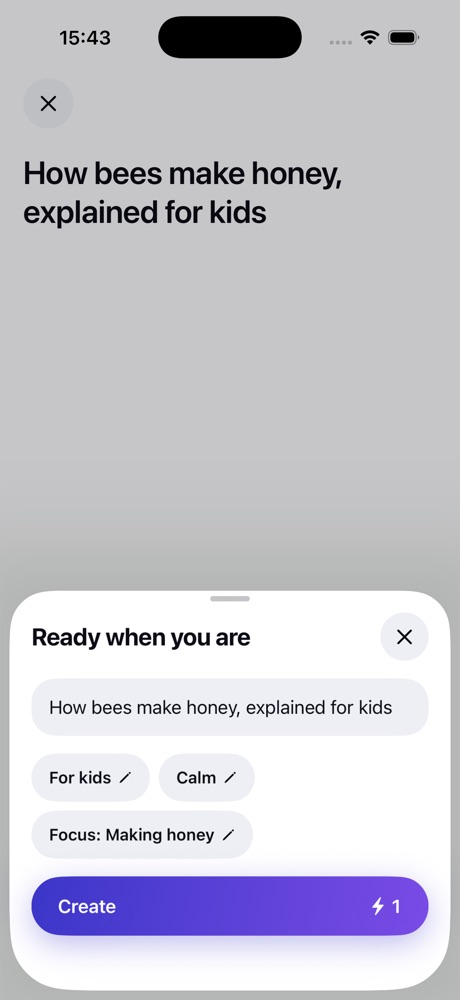 15:43
How bees make honey,
explained for kids
Ready when you are
How bees make honey, explained for kids
For kids
Calm
Focus: Making honey
Create
1